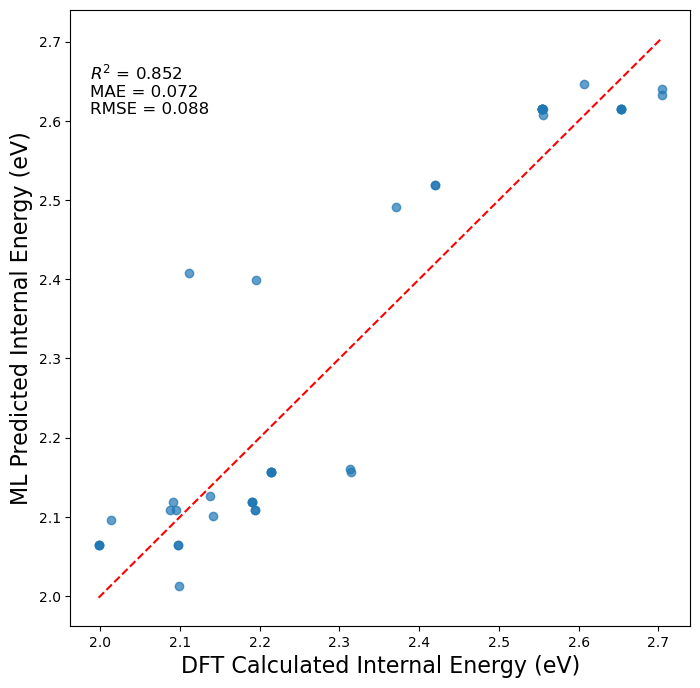 R² = 0.852
MAE = 0.072
RMSE = 0.088
ML Predicted Internal Energy (eV)
2.7
2.6
2.5
2.4
2.3
2.2
2.1
2.0
2.0 2.1 2.2 2.3 2.4 2.5 2.6 2.7
DFT Calculated Internal Energy (eV)